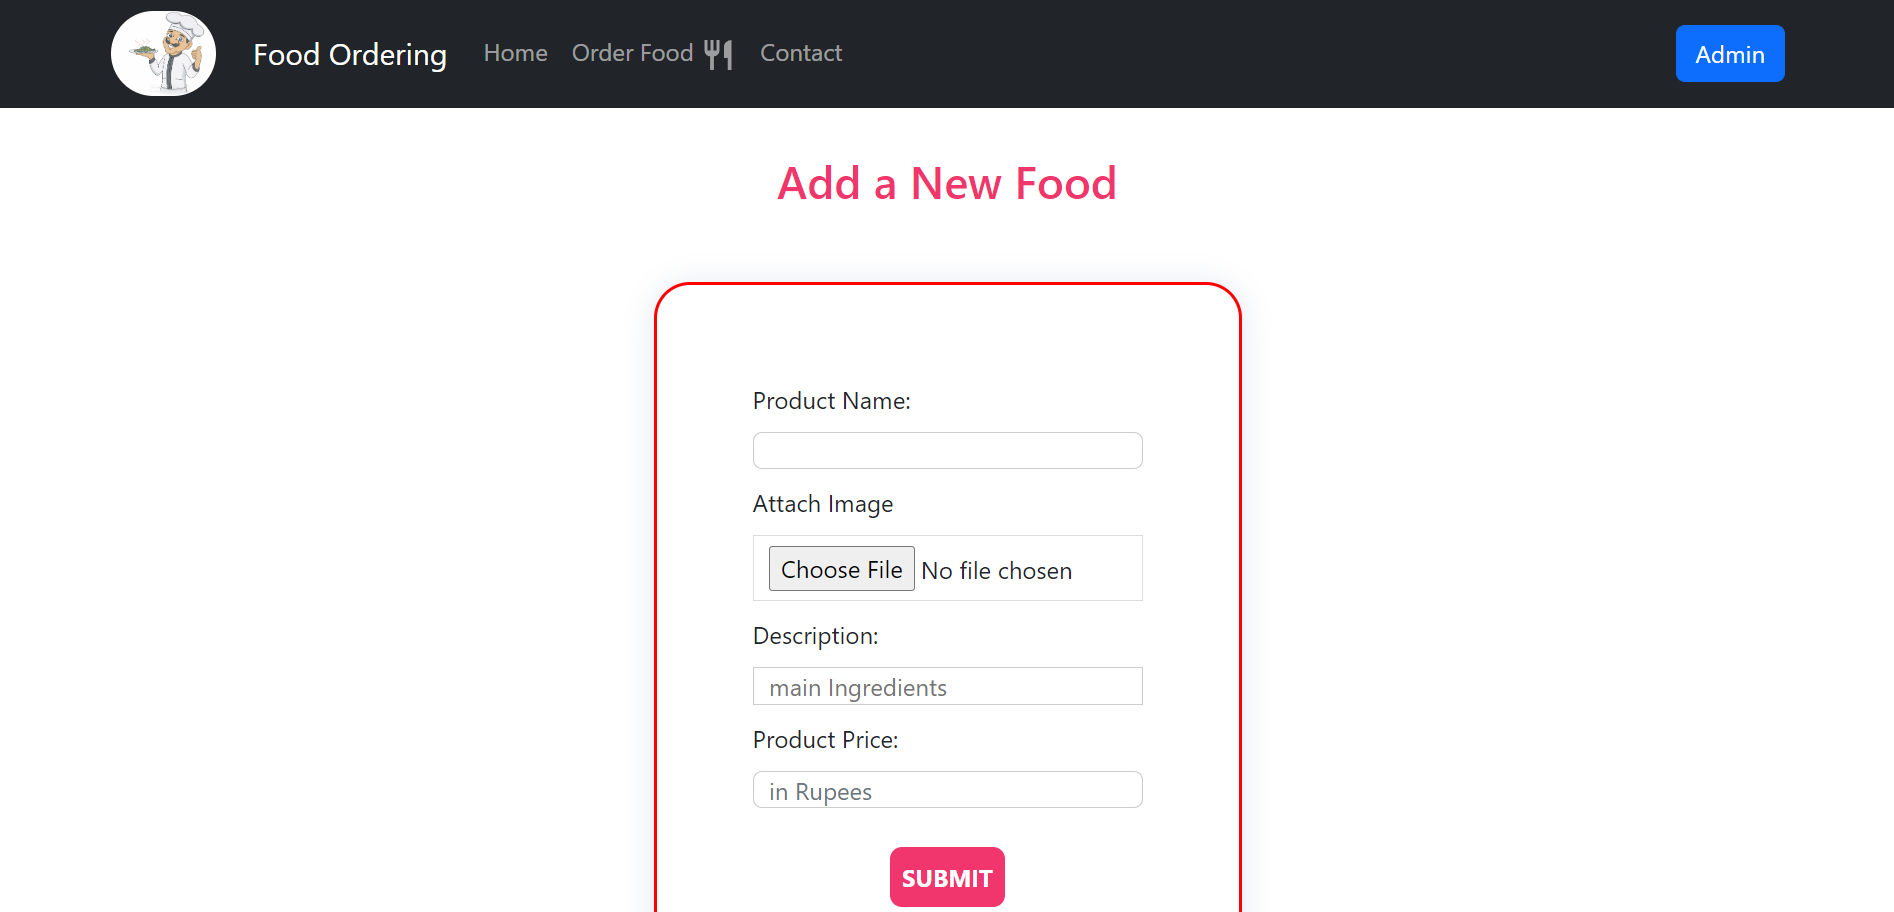 Food Ordering Home Order Food Contact Admin
Add a New Food
Product Name:
Attach Image
Choose File No file chosen
Description:
main Ingredients
Product Price:
in Rupees
SUBMIT